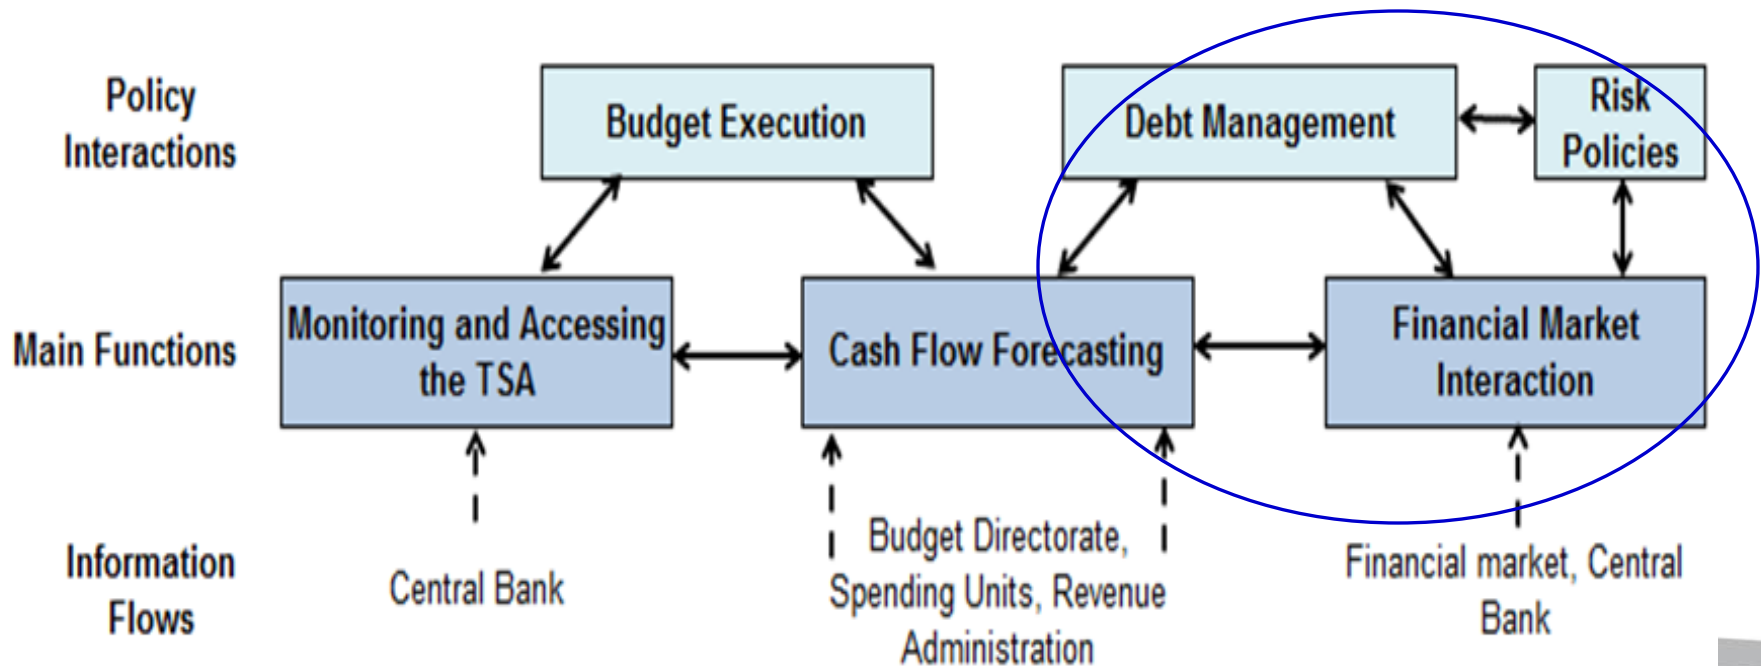 Policy
Interactions
Budget Execution
Debt Management
Risk
Policies
Main Functions
Monitoring and Accessing
the TSA
Cash Flow Forecasting
Financial Market
Interaction
Information
Flows
Central Bank
Budget Directorate,
Spending Units, Revenue
Administration
Financial market, Central
Bank